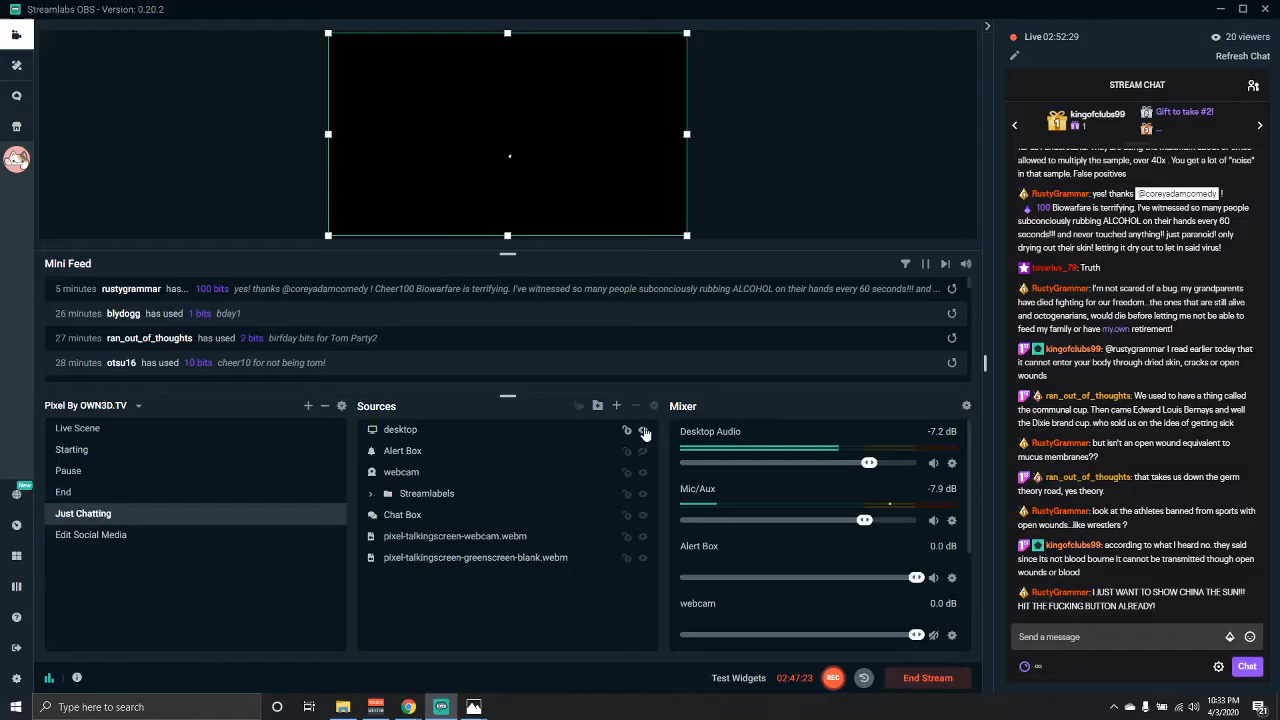 Streamlabs OBS - Version: 0.20.2
Live 02:52:29
20 viewers
Refresh Chat
STREAM CHAT
1
kingofclubs99
1
2
Gift to take #2!
3
--
allowed to multiply the sample, over 40x . You get a lot of "noise"
in that sample. False positives
RustyGrammar: yes! thanks @coreyadamcomedy !
100 Biowarfare is terrifying. I've witnessed so many people
subconciously rubbing ALCOHOL on their hands every 60
seconds!!! and never touched anything!! just paranoid! only
drying out their skin! letting it dry out to let in said virus!
tovarius_79: Truth
RustyGrammar: I'm not scared of a bug, my grandparents
have died fighting for our freedom...the ones that are still alive
and octogenarians, would die before letting me not be able to
feed my family or have my.own retirement!
kingofclubs99: @rustygrammar I read earlier today that
it cannot enter your body through dried skin, cracks or open
wounds
ran_out_of_thoughts: We used to have a thing called
the communal cup. Then came Edward Louis Bernays and well
the Dixie brand cup. who sold us on the idea of getting sick
RustyGrammar: but isn't an open wound equivalent to
mucus membranes??
ran_out_of_thoughts: that takes us down the germ
theory road, yes theory.
RustyGrammar: look at the athletes banned from sports with
open wounds...like wrestlers ?
kingofclubs99: according to what I heard no. they said
since its not blood bourne it cannot be transmitted though open
wounds or blood
RustyGrammar: I JUST WANT TO SHOW CHINA THE SUN!!!
HIT THE FUCKING BUTTON ALREADY!
Send a message
∞
Chat
Mini Feed
5 minutes rustygrammar has... 100 bits yes! thanks @coreyadamcomedy ! Cheer100 Biowarfare is terrifying. I've witnessed so many people subconciously rubbing ALCOHOL on their hands every 60 seconds!!! and ...
26 minutes blydogg has used 1 bits bday1
27 minutes ran_out_of_thoughts has used 2 bits birfday bits for Tom Party2
28 minutes otsu16 has used 10 bits cheer10 for not being tom!
Pixel By OWN3D.TV
Live Scene
Starting
Pause
End
Just Chatting
Edit Social Media
Sources
desktop
Alert Box
webcam
Streamlabels
Chat Box
pixel-talkingscreen-webcam.webm
pixel-talkingscreen-greenscreen-blank.webm
Mixer
Desktop Audio -7.2 dB
Mic/Aux -7.9 dB
Alert Box 0.0 dB
webcam 0.0 dB
New
Test Widgets
02:47:23
REC
End Stream
Type here to search
10:33 PM
4/3/2020